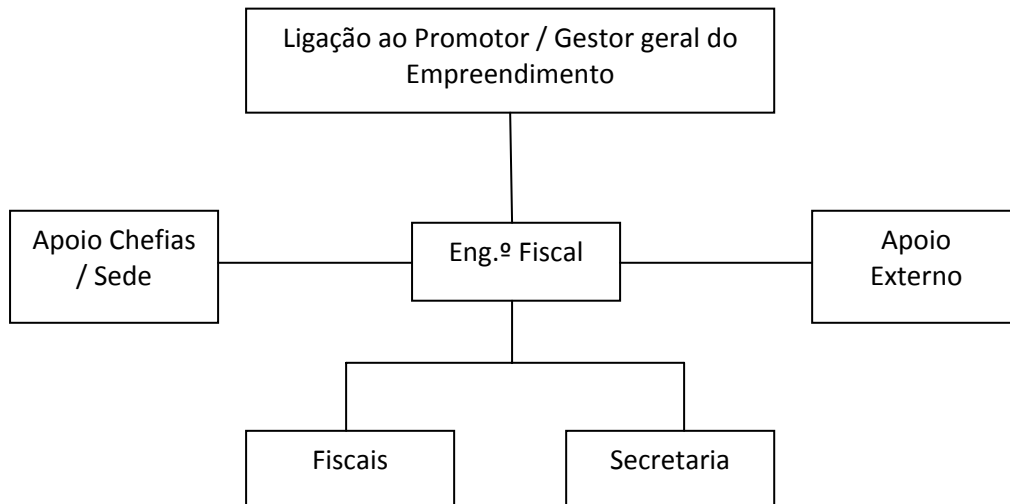 Ligação ao Promotor / Gestor geral do
Empreendimento
Apoio Chefias
/ Sede
Eng.º Fiscal
Apoio
Externo
Fiscais
Secretaria